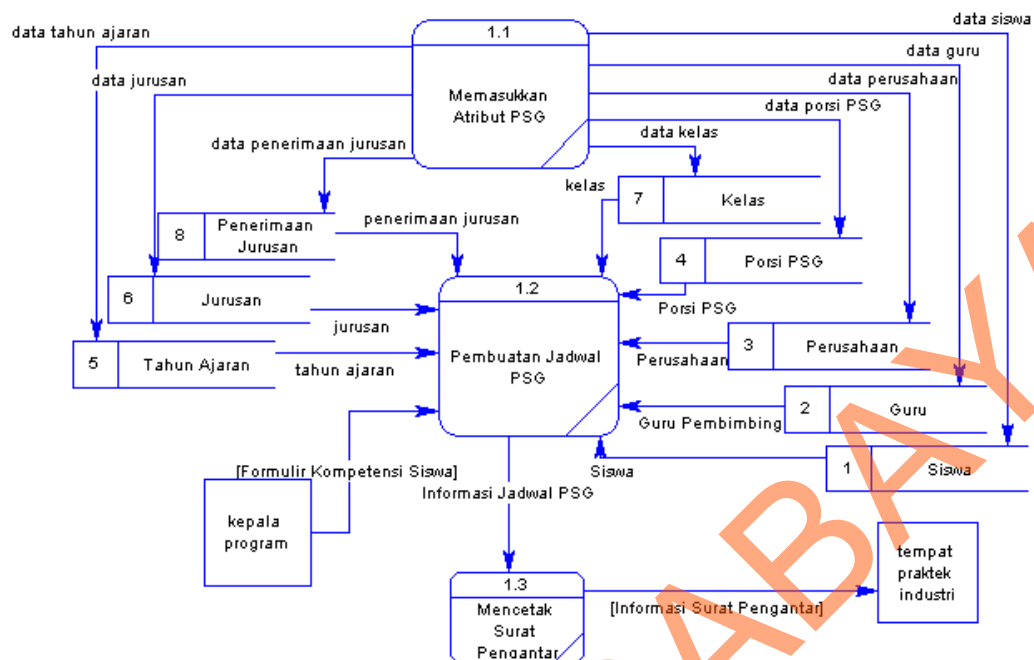 data siswa
data tahun ajaran
1.1
data guru
data jurusan
data perusahaan
Memasukkan
Atribut PSG
data porsi PSG
data kelas
data penerimaan jurusan
kelas
7
Kelas
8
Penerimaan
Jurusan
penerimaan jurusan
4
Porsi PSG
6
Jurusan
1.2
Porsi PSG
jurusan
3
Perusahaan
5
Tahun Ajaran
tahun ajaran
Pembuatan Jadwal
PSG
Perusahaan
2
Guru
Guru Pembimbing
[Formulir Kompetensi Siswa]
Siswa
1
Siswa
Informasi Jadwal PSG
kepala
program
tempat
praktek
industri
1.3
Mencetak
Surat
Pengantar
[Informasi Surat Pengantar]
ABAYA